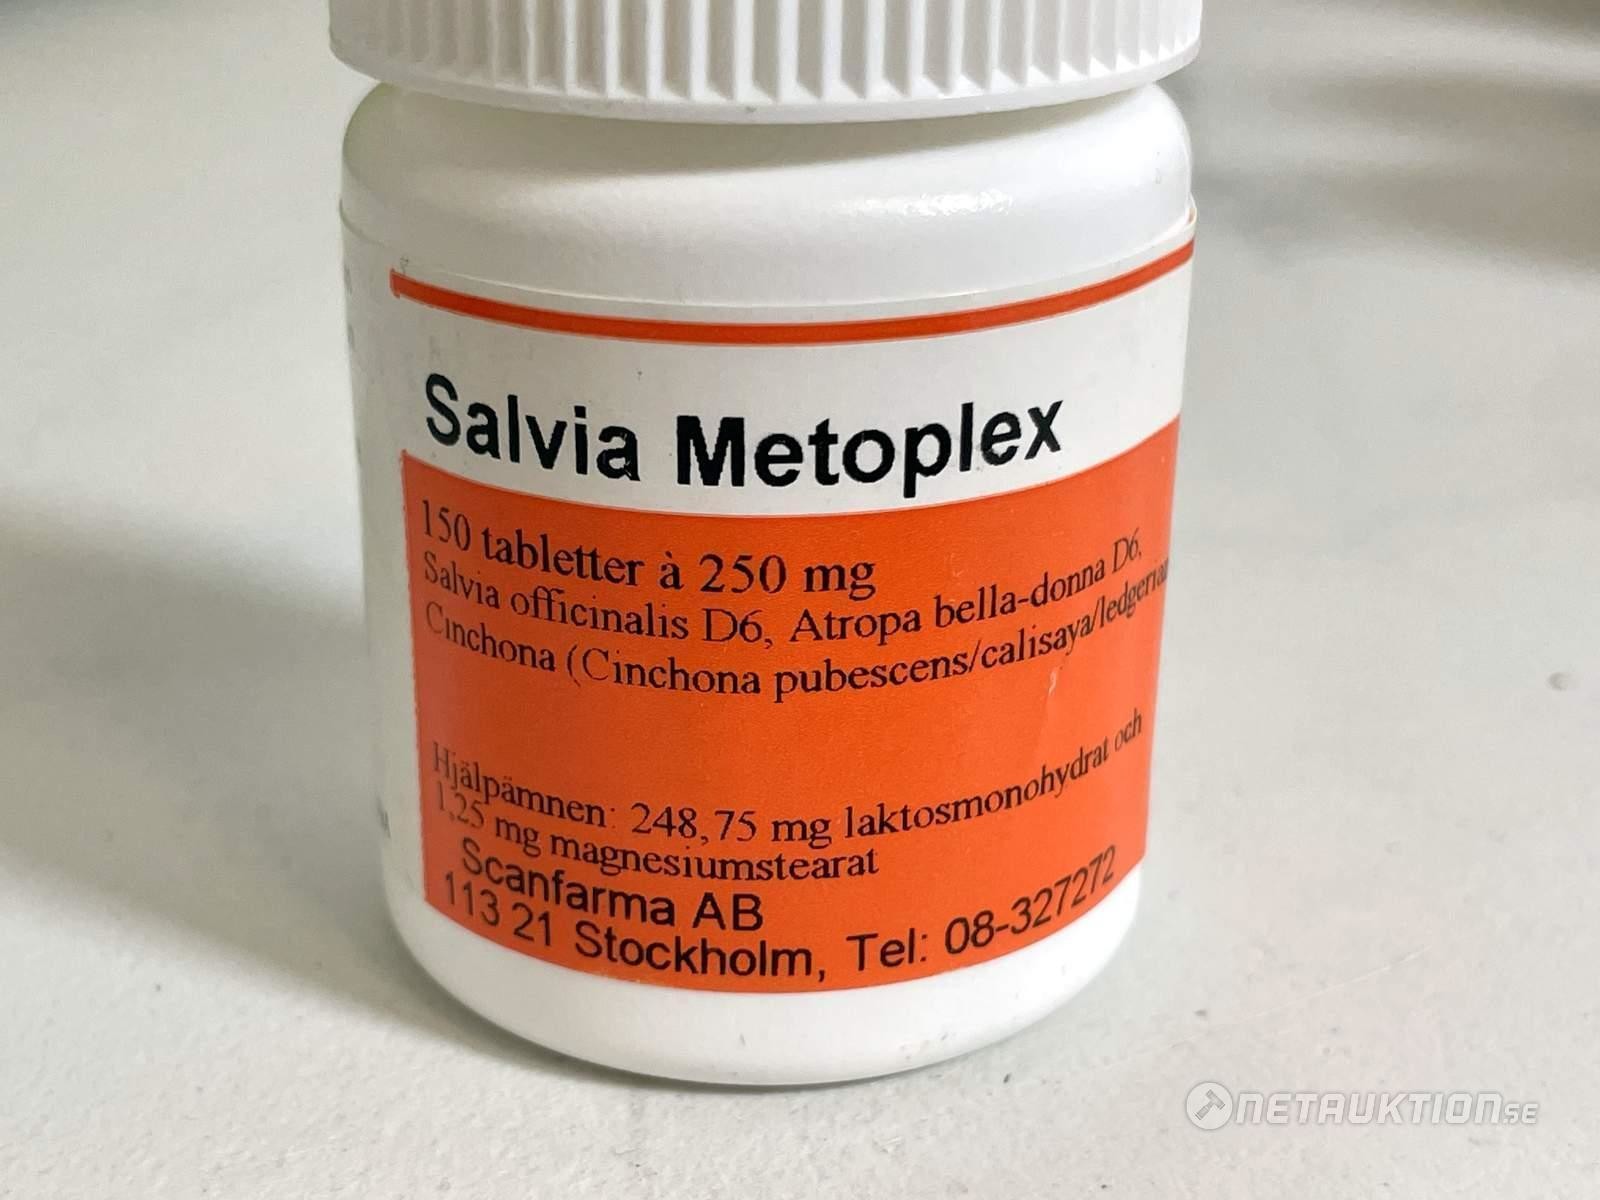 Salvia Metoplex
150 tabletter à 250 mg
Salvia officinalis D6, Atropa bella-donna D6,
Cinchona (Cinchona pubescens/calisaya/
Hjälpämnen: 248,75 mg laktosmonohydrat och
1,25 mg magnesiumstearat
Scanfarma AB
113 21 Stockholm, Tel: 08-327272
NETAUKTION.SE